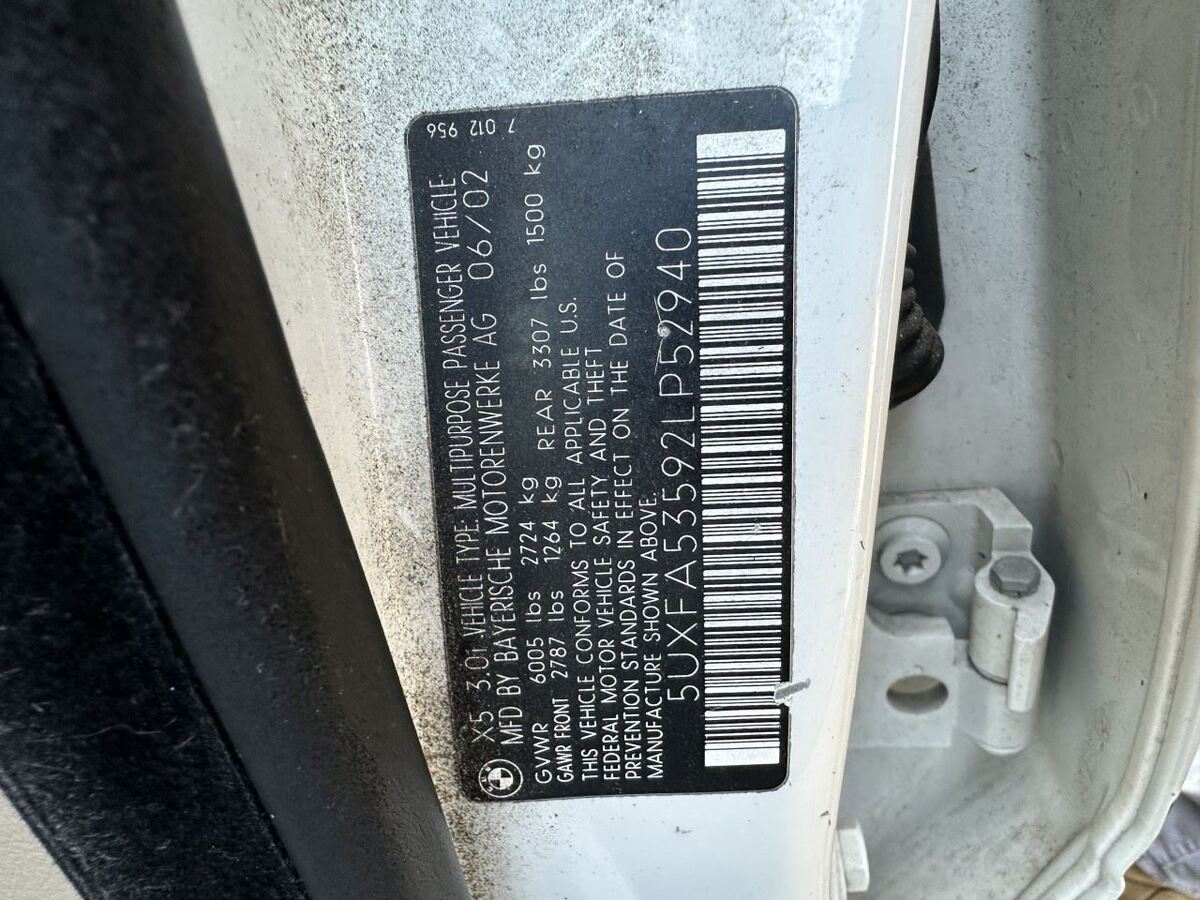 7 012 956
X5 3.0i VEHICLE TYPE: MULTIPURPOSE PASSENGER VEHICLE
MFD BY BAYERISCHE MOTORENWERKE AG 06/02
GVWR 6005 lbs 2724 kg
GAWR FRONT 2787 lbs 1264 kg REAR 3307 lbs 1500 kg
THIS VEHICLE CONFORMS TO ALL APPLICABLE U.S.
FEDERAL MOTOR VEHICLE SAFETY AND THEFT
PREVENTION STANDARDS IN EFFECT ON THE DATE OF
MANUFACTURE SHOWN ABOVE.
5UXFA53592LP52940